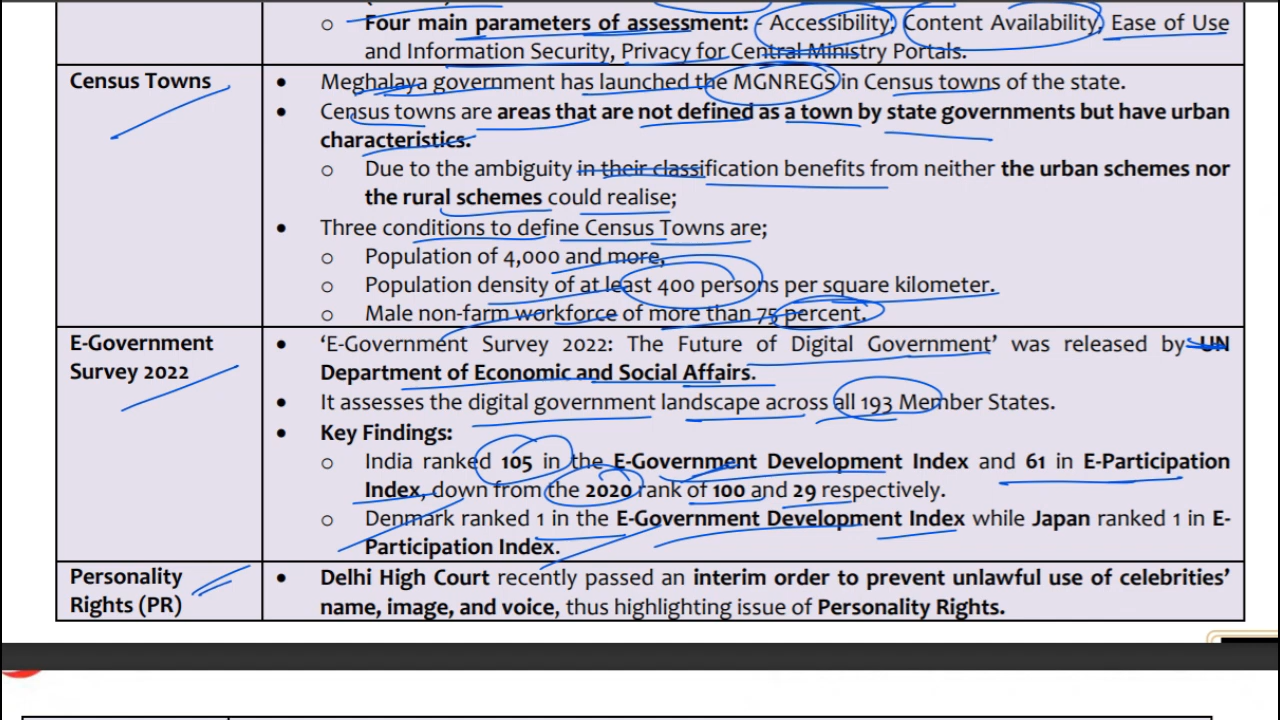 Four main parameters of assessment: - Accessibility, Content Availability, Ease of Use
and Information Security, Privacy for Central Ministry Portals.
Census Towns
Meghalaya government has launched the MGNREGS in Census towns of the state.
Census towns are areas that are not defined as a town by state governments but have urban
characteristics.
Due to the ambiguity in their classification benefits from neither the urban schemes nor
the rural schemes could realise;
Three conditions to define Census Towns are;
Population of 4,000 and more,
Population density of at least 400 persons per square kilometer.
Male non-farm workforce of more than 75 percent.
E-Government
Survey 2022
‘E-Government Survey 2022: The Future of Digital Government’ was released by UN
Department of Economic and Social Affairs.
It assesses the digital government landscape across all 193 Member States.
Key Findings:
India ranked 105 in the E-Government Development Index and 61 in E-Participation
Index, down from the 2020 rank of 100 and 29 respectively.
Denmark ranked 1 in the E-Government Development Index while Japan ranked 1 in E-
Participation Index.
Personality
Rights (PR)
Delhi High Court recently passed an interim order to prevent unlawful use of celebrities’
name, image, and voice, thus highlighting issue of Personality Rights.